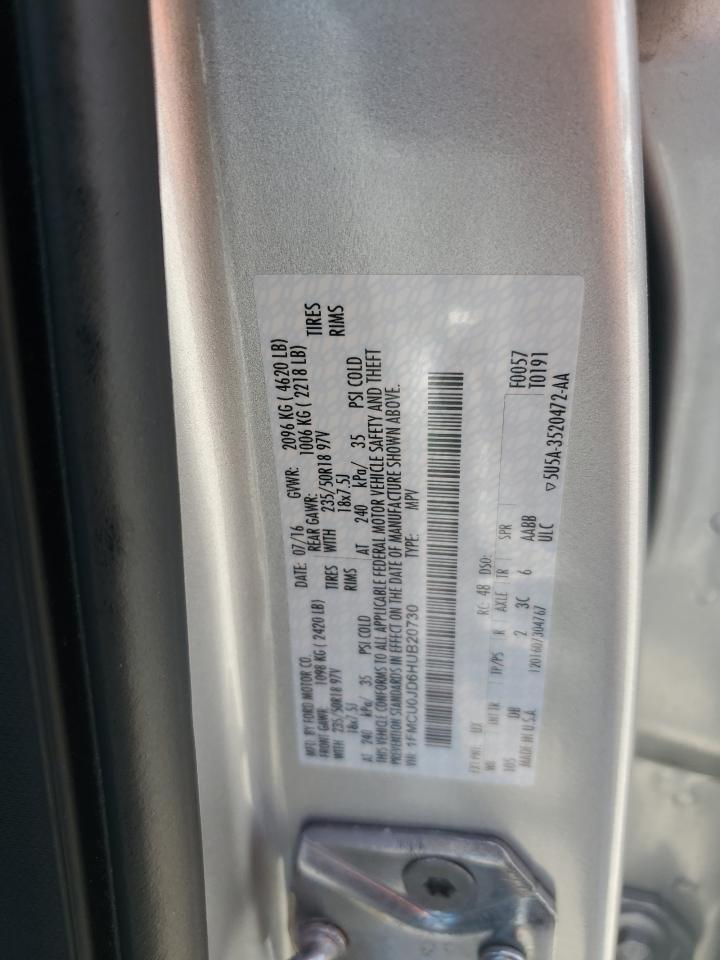 MFD. BY FORD MOTOR CO. DATE: 07/16 GVWR: 2096 KG ( 4620 LB)
FRONT GAWR: 1098 KG ( 2420 LB) REAR GAWR: 1006 KG ( 2218 LB)
WITH 235/50R18 97V TIRES WITH 235/50R18 97V TIRES
18x7.5J RIMS 18x7.5J RIMS
AT 240 kPa/ 35 PSI COLD AT 240 kPa/ 35 PSI COLD
THIS VEHICLE CONFORMS TO ALL APPLICABLE FEDERAL MOTOR VEHICLE SAFETY AND THEFT
PREVENTION STANDARDS IN EFFECT ON THE DATE OF MANUFACTURE SHOWN ABOVE.
VIN: 1FMCU0JD6HUB20730 TYPE: MPV
EXT PNT: UX RC: 48 DSO: F0057
WB INT TR TP/PS R AXLE TR SPR T0191
105 DB 2 3C 6 AABB
MADE IN U.S.A. 1201607304767 ULC ▽5U5A-3520472-AA